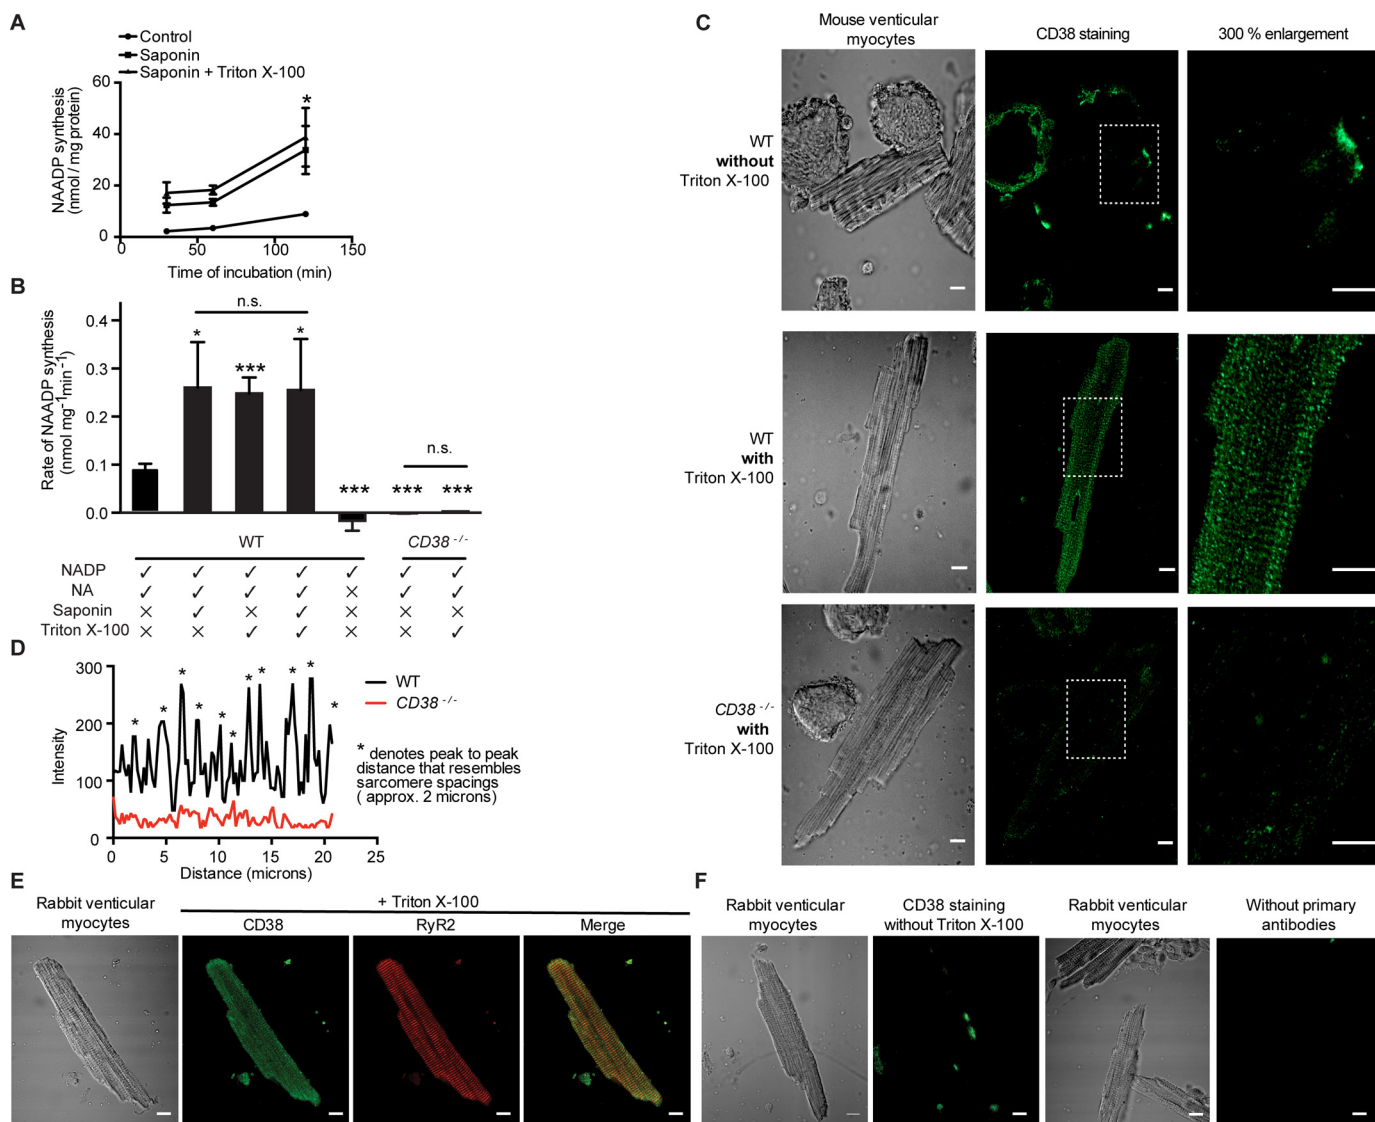 A
Control
Saponin
Saponin + Triton X-100
NAADP synthesis
(nmol / mg protein)
60
40
20
0
*
0
50
100
150
Time of incubation (min)
B
Rate of NAADP synthesis
(nmol mg-1min-1)
0.4
0.3
0.2
0.1
0.0
n.s.
*
***
*
n.s.
***
***
***
WT
CD38 -/-
NADP ✓ ✓ ✓ ✓ ✓ ✓ ✓
NA ✓ ✓ ✓ ✓ × ✓ ✓
Saponin × ✓ × ✓ × × ×
Triton X-100 × × ✓ ✓ × × ✓
C
Mouse venticular
myocytes
CD38 staining
300 % enlargement
WT
without
Triton X-100
WT
with
Triton X-100
CD38 -/-
with
Triton X-100
D
Intensity
300
200
100
0
* * * * * * * * * * *
0 5 10 15 20 25
Distance (microns)
WT
CD38 -/-
* denotes peak to peak
distance that resembles
sarcomere spacings
( approx. 2 microns)
E
Rabbit venticular
myocytes
+ Triton X-100
CD38
RyR2
Merge
F
Rabbit venticular
myocytes
CD38 staining
without Triton X-100
Rabbit venticular
myocytes
Without primary
antibodies